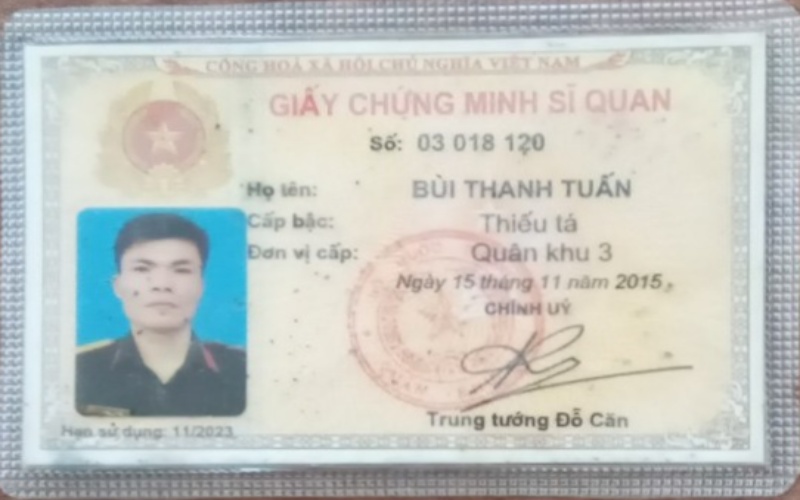 CỘNG HOÀ XÃ HỘI CHỦ NGHĨA VIỆT NAM
GIẤY CHỨNG MINH SĨ QUAN
Số: 03 018 120
Họ tên: BÙI THANH TUẤN
Cấp bậc: Thiếu tá
Đơn vị cấp: Quân khu 3
Ngày 15 tháng 11 năm 2015
CHÍNH UỶ
Trung tướng Đỗ Căn
Hạn sử dụng: 11/2023